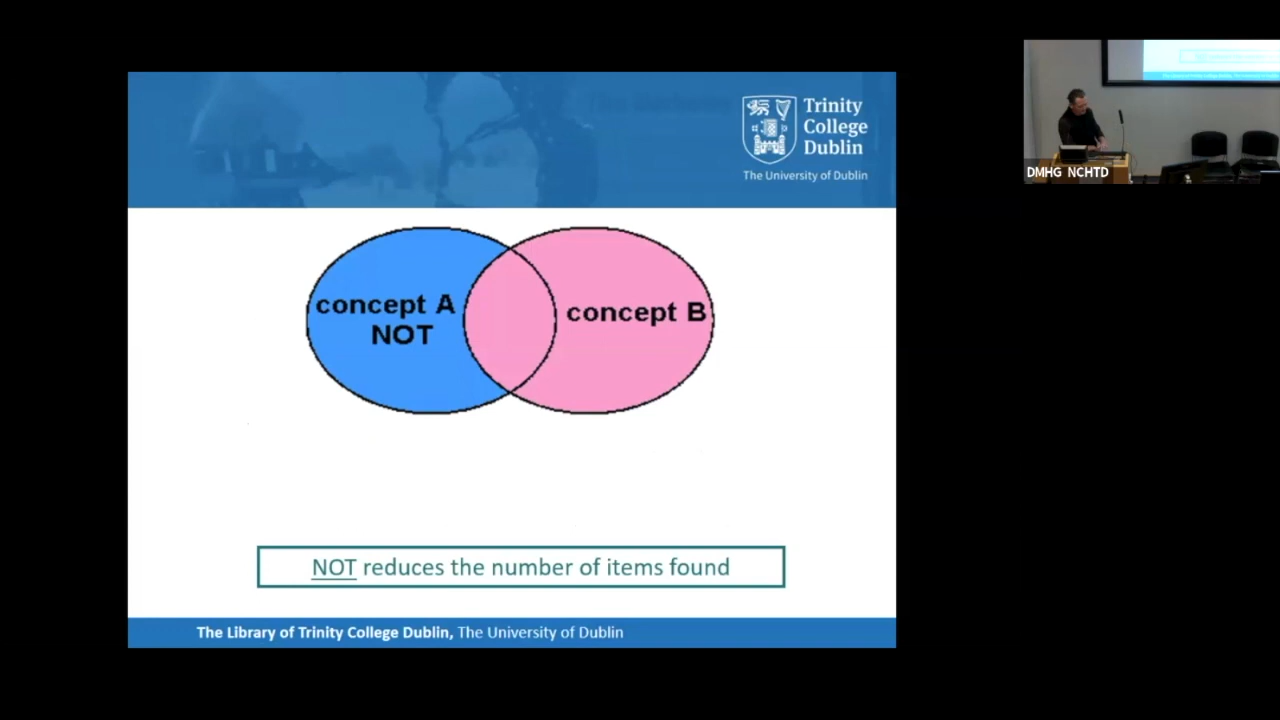 Trinity
College
Dublin
The University of Dublin
concept A
NOT
concept B
NOT reduces the number of items found
The Library of Trinity College Dublin, The University of Dublin
DMHG NCHTD